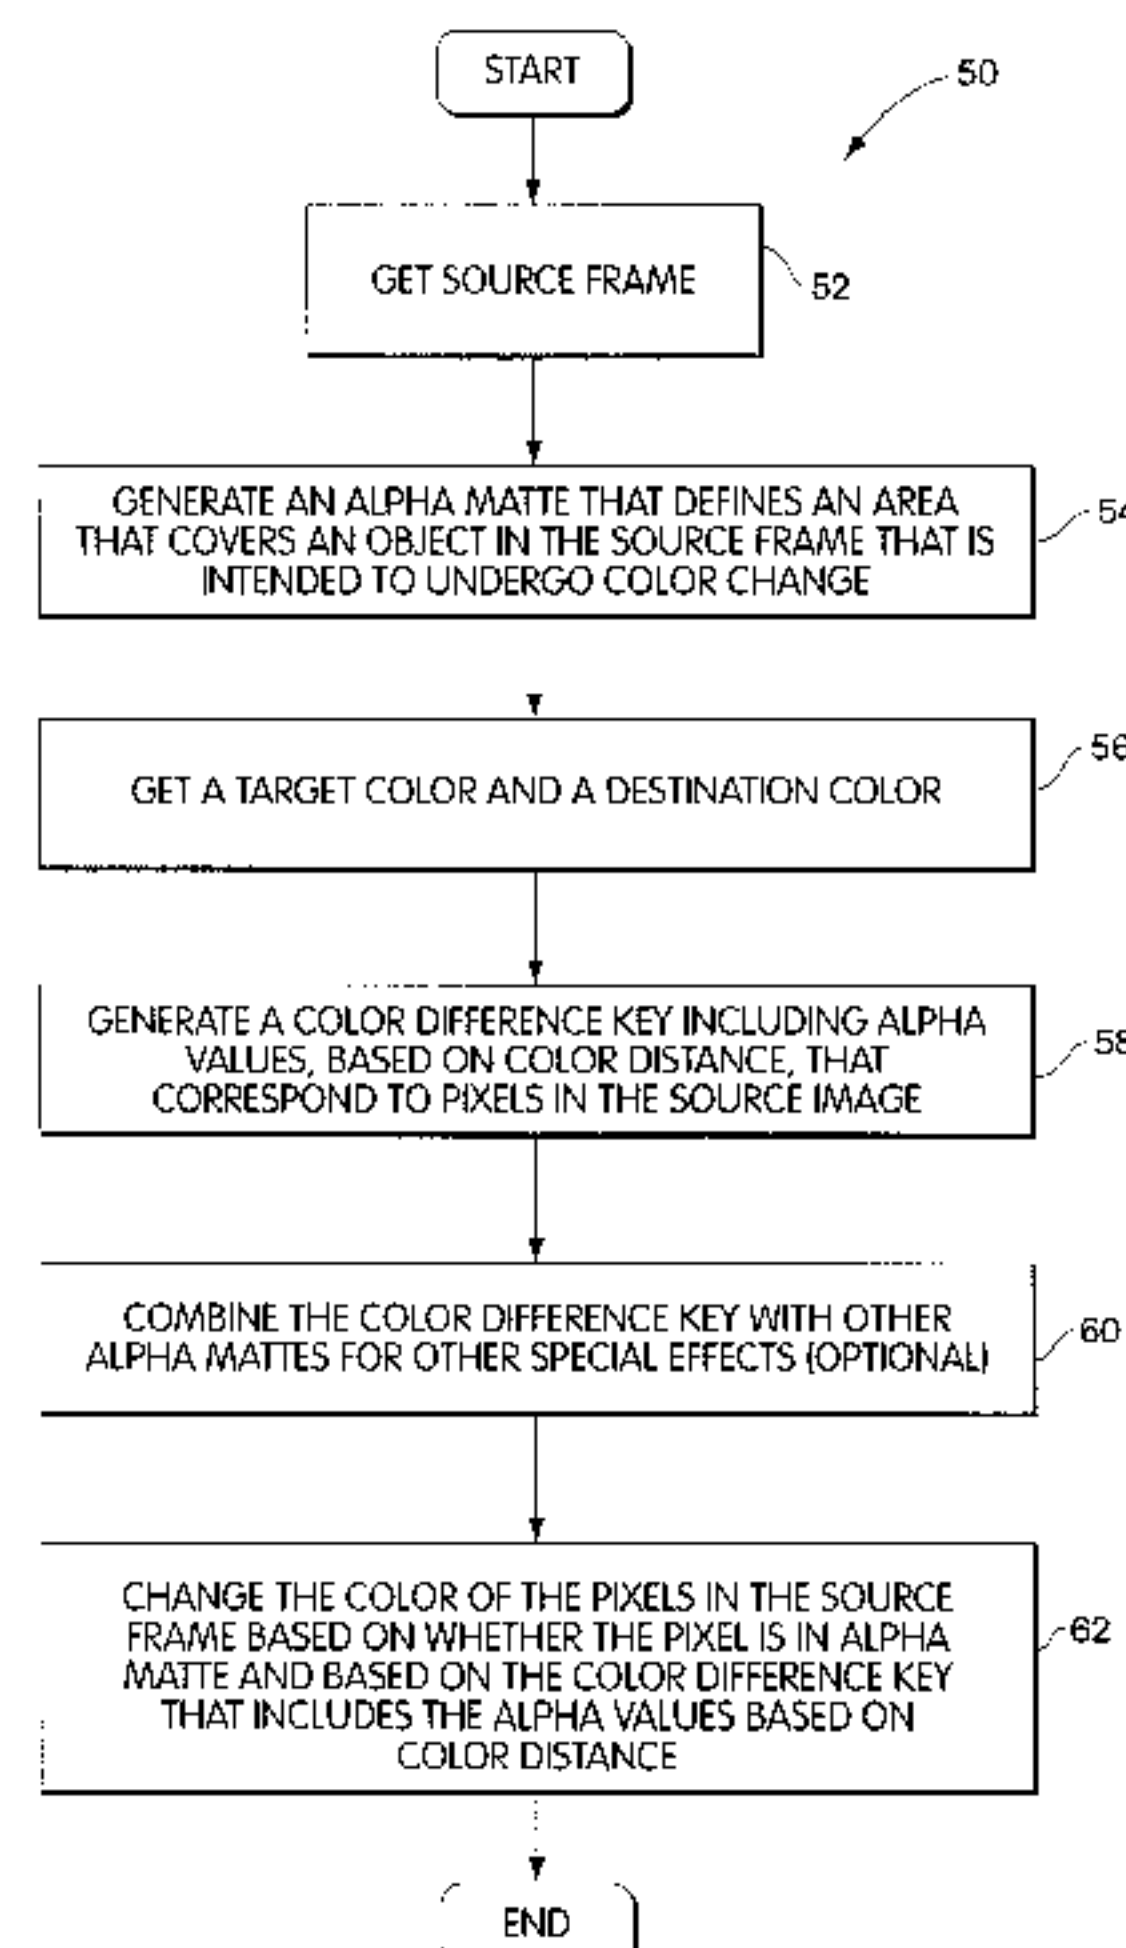 START
50
GET SOURCE FRAME
52
GENERATE AN ALPHA MATTE THAT DEFINES AN AREA
THAT COVERS AN OBJECT IN THE SOURCE FRAME THAT IS
INTENDED TO UNDERGO COLOR CHANGE
54
GET A TARGET COLOR AND A DESTINATION COLOR
56
GENERATE A COLOR DIFFERENCE KEY INCLUDING ALPHA
VALUES, BASED ON COLOR DISTANCE, THAT
CORRESPOND TO PIXELS IN THE SOURCE IMAGE
58
COMBINE THE COLOR DIFFERENCE KEY WITH OTHER
ALPHA MATTES FOR OTHER SPECIAL EFFECTS (OPTIONAL)
60
CHANGE THE COLOR OF THE PIXELS IN THE SOURCE
FRAME BASED ON WHETHER THE PIXEL IS IN ALPHA
MATTE AND BASED ON THE COLOR DIFFERENCE KEY
THAT INCLUDES THE ALPHA VALUES BASED ON
COLOR DISTANCE
62
END